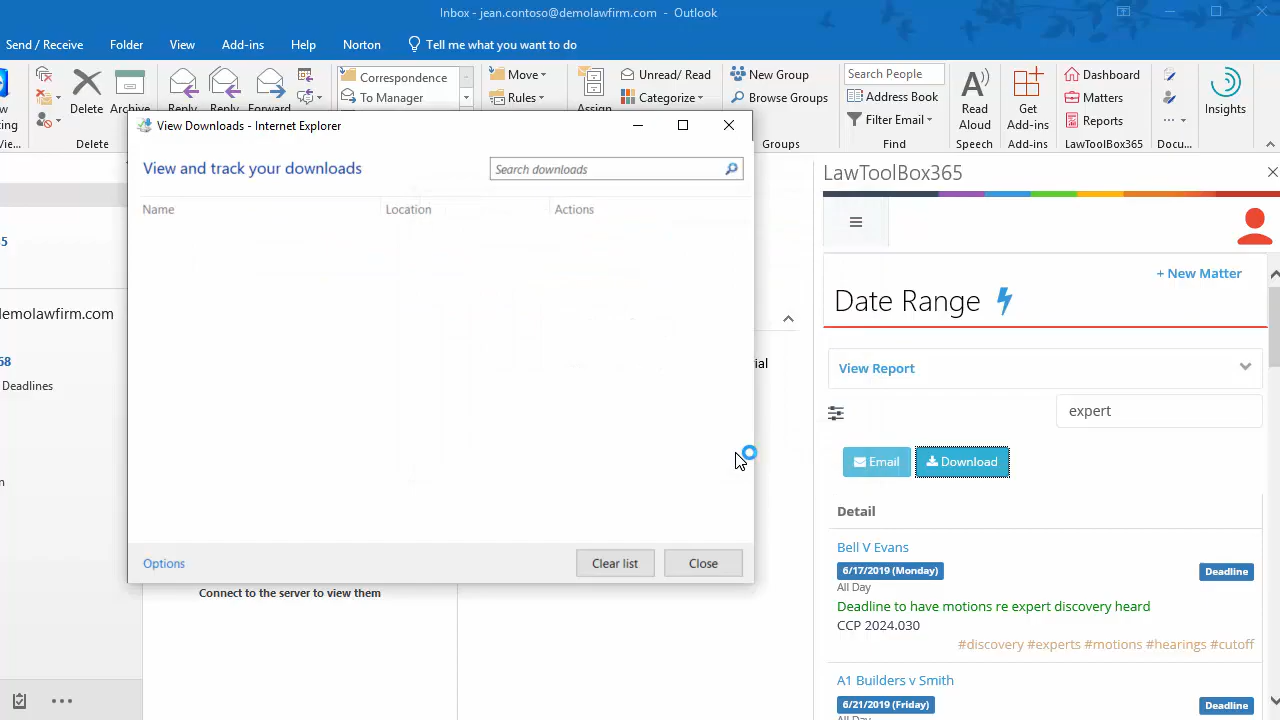 Inbox - jean.contoso@demolawfirm.com - Outlook
Send / Receive Folder View Add-ins Help Norton Tell me what you want to do
Delete Archive Reply Reply Forward
Correspondence
To Manager
Move
Rules
Assign
Unread/ Read
Categorize
New Group
Browse Groups
Search People
Address Book
Filter Email
Read Aloud
Get Add-ins
Dashboard
Matters
Reports
Insights
Delete Groups Find Speech Add-ins LawToolBox365 Docu...
View Downloads - Internet Explorer
View and track your downloads
Search downloads
Name Location Actions
Options
Clear list
Close
Deadlines
Connect to the server to view them
LawToolBox365
+ New Matter
Date Range
View Report
expert
Email
Download
Detail
Bell V Evans
6/17/2019 (Monday) Deadline
All Day
Deadline to have motions re expert discovery heard
CCP 2024.030
#discovery #experts #motions #hearings #cutoff
A1 Builders v Smith
6/21/2019 (Friday) Deadline
All Day